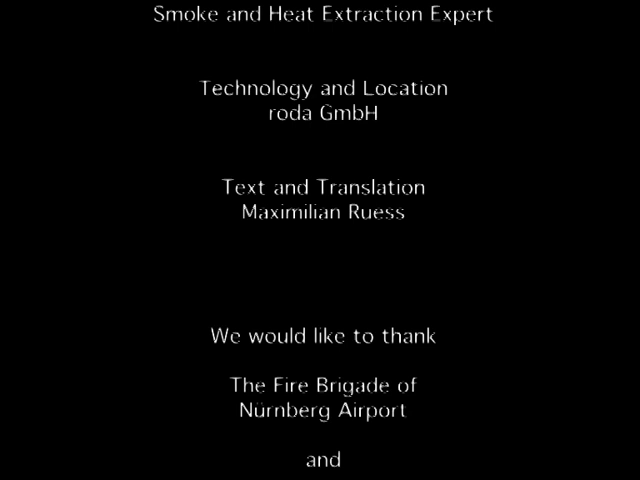 Smoke and Heat Extraction Expert
Technology and Location
roda GmbH
Text and Translation
Maximilian Ruess
We would like to thank
The Fire Brigade of
Nürnberg Airport
and